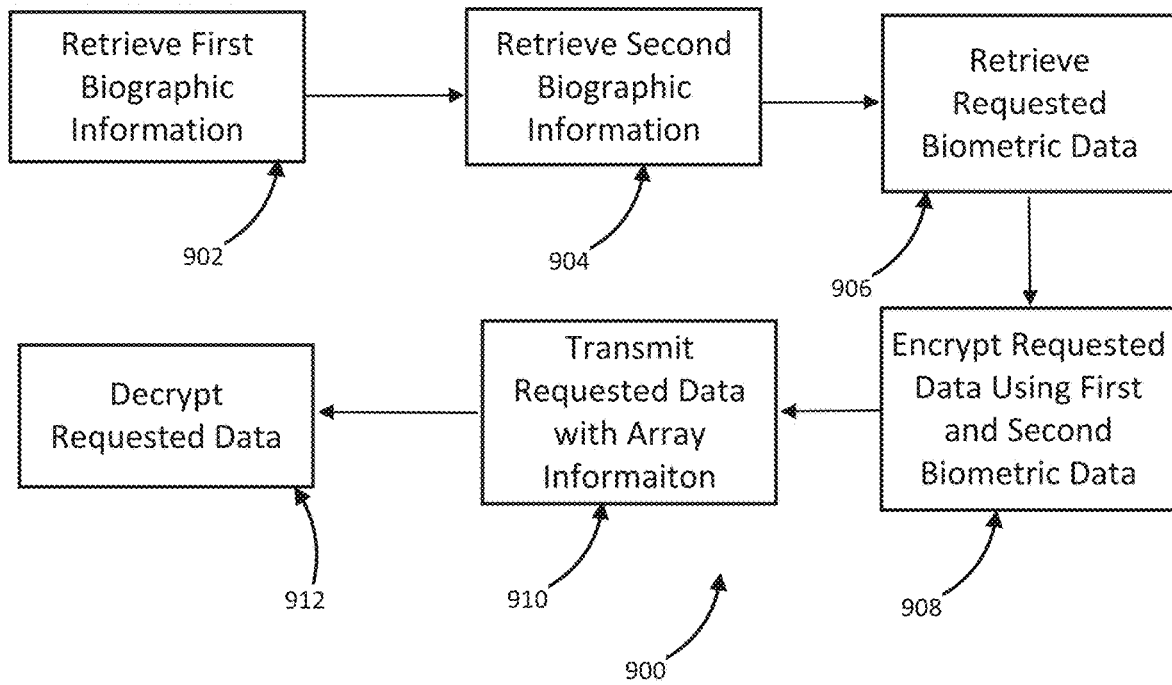 Retrieve First
Biographic
Information
902
Retrieve Second
Biographic
Information
904
Retrieve
Requested
Biometric Data
906
Encrypt Requested
Data Using First
and Second
Biometric Data
908
Transmit
Requested Data
with Array
Informaiton
910
Decrypt
Requested Data
912
900